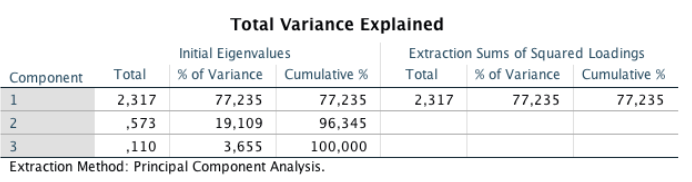 Total Variance Explained
Initial Eigenvalues Extraction Sums of Squared Loadings
Component Total % of Variance Cumulative % Total % of Variance Cumulative %
1 2,317 77,235 77,235 2,317 77,235 77,235
2 ,573 19,109 96,345
3 ,110 3,655 100,000
Extraction Method: Principal Component Analysis.